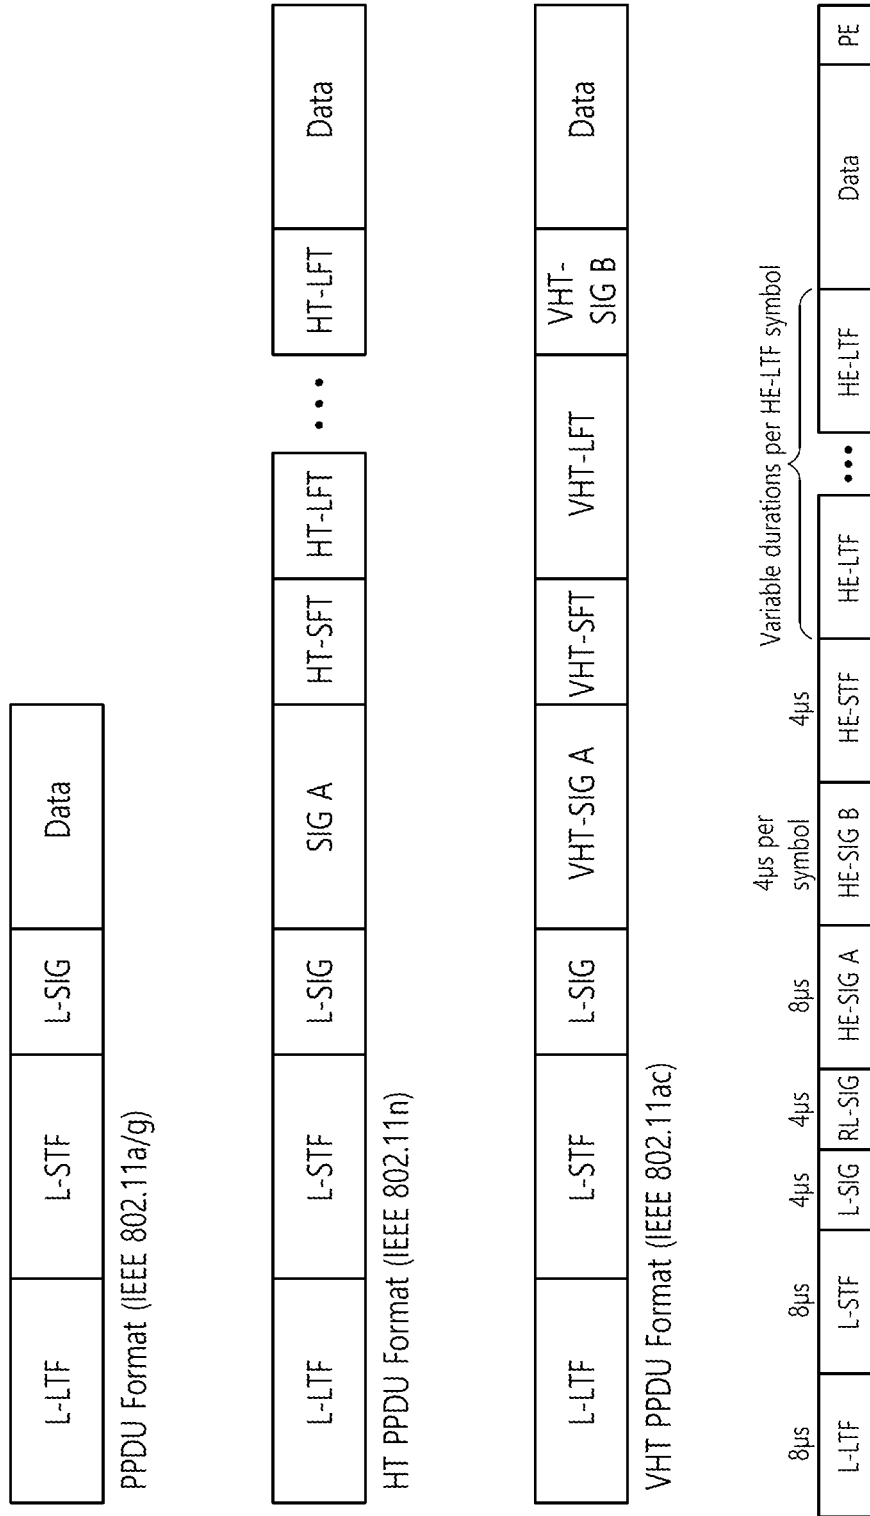 L-LTF
L-STF
L-SIG
Data
PPDU Format (IEEE 802.11a/g)
L-LTF
L-STF
L-SIG
SIG A
HT-SFT
HT-LFT
•••
HT-LFT
Data
HT PPDU Format (IEEE 802.11n)
L-LTF
L-STF
L-SIG
VHT-SIG A
VHT-SFT
VHT-LFT
VHT-
SIG B
Data
VHT PPDU Format (IEEE 802.11ac)
8µs
8µs
4µs
4µs
8µs
4µs per
symbol
4µs
Variable durations per HE-LTF symbol
L-LTF
L-STF
L-SIG
RL-SIG
HE-SIG A
HE-SIG B
HE-STF
HE-LTF
•••
HE-LTF
Data
PE